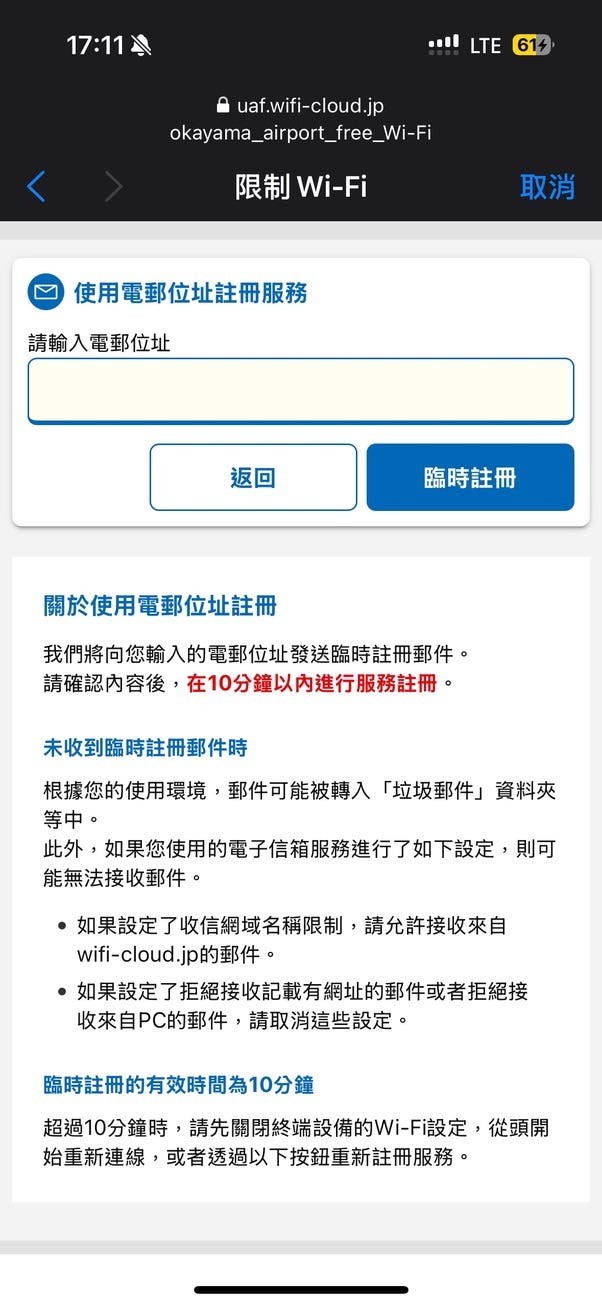 17:11
LTE
61
uaf.wifi-cloud.jp
okayama_airport_free_Wi-Fi
限制 Wi-Fi
取消
使用電郵位址註冊服務
請輸入電郵位址
返回
臨時註冊
關於使用電郵位址註冊
我們將向您輸入的電郵位址發送臨時註冊郵件。
請確認內容後，在10分鐘以內進行服務註冊。
未收到臨時註冊郵件時
根據您的使用環境，郵件可能被轉入「垃圾郵件」資料夾
等中。
此外，如果您使用的電子信箱服務進行了如下設定，則可
能無法接收郵件。
• 如果設定了收信網域名稱限制，請允許接收來自
wifi-cloud.jp的郵件。
• 如果設定了拒絕接收記載有網址的郵件或者拒絕接
收來自PC的郵件，請取消這些設定。
臨時註冊的有效時間為10分鐘
超過10分鐘時，請先關閉終端設備的Wi-Fi設定，從頭開
始重新連線，或者透過以下按鈕重新註冊服務。